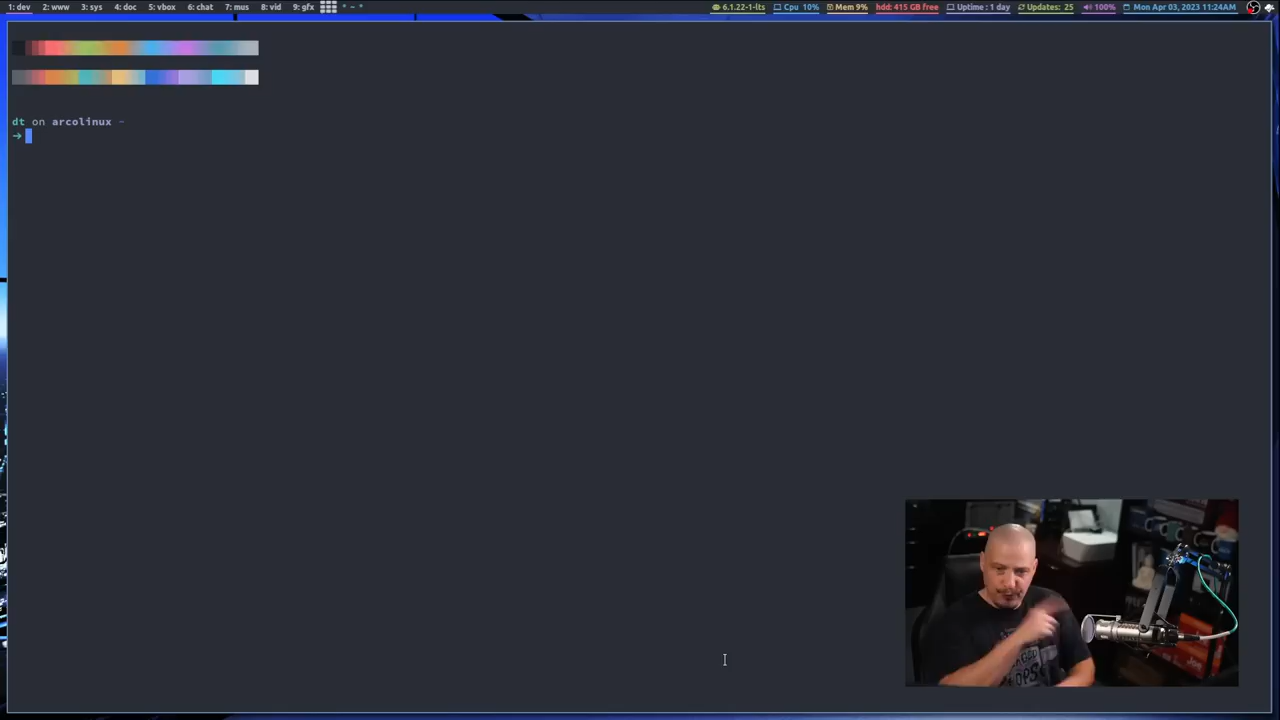 1: dev 2: www 3: sys 4: doc 5: vbox 6: chat 7: mus 8: vid 9: gfx * ~ * 6.1.22-1-lts Cpu 10% Mem 9% hdd: 415 GB free Uptime : 1 day Updates: 25 100% Mon Apr 03, 2023 11:24AM
dt on arcolinux ~
→